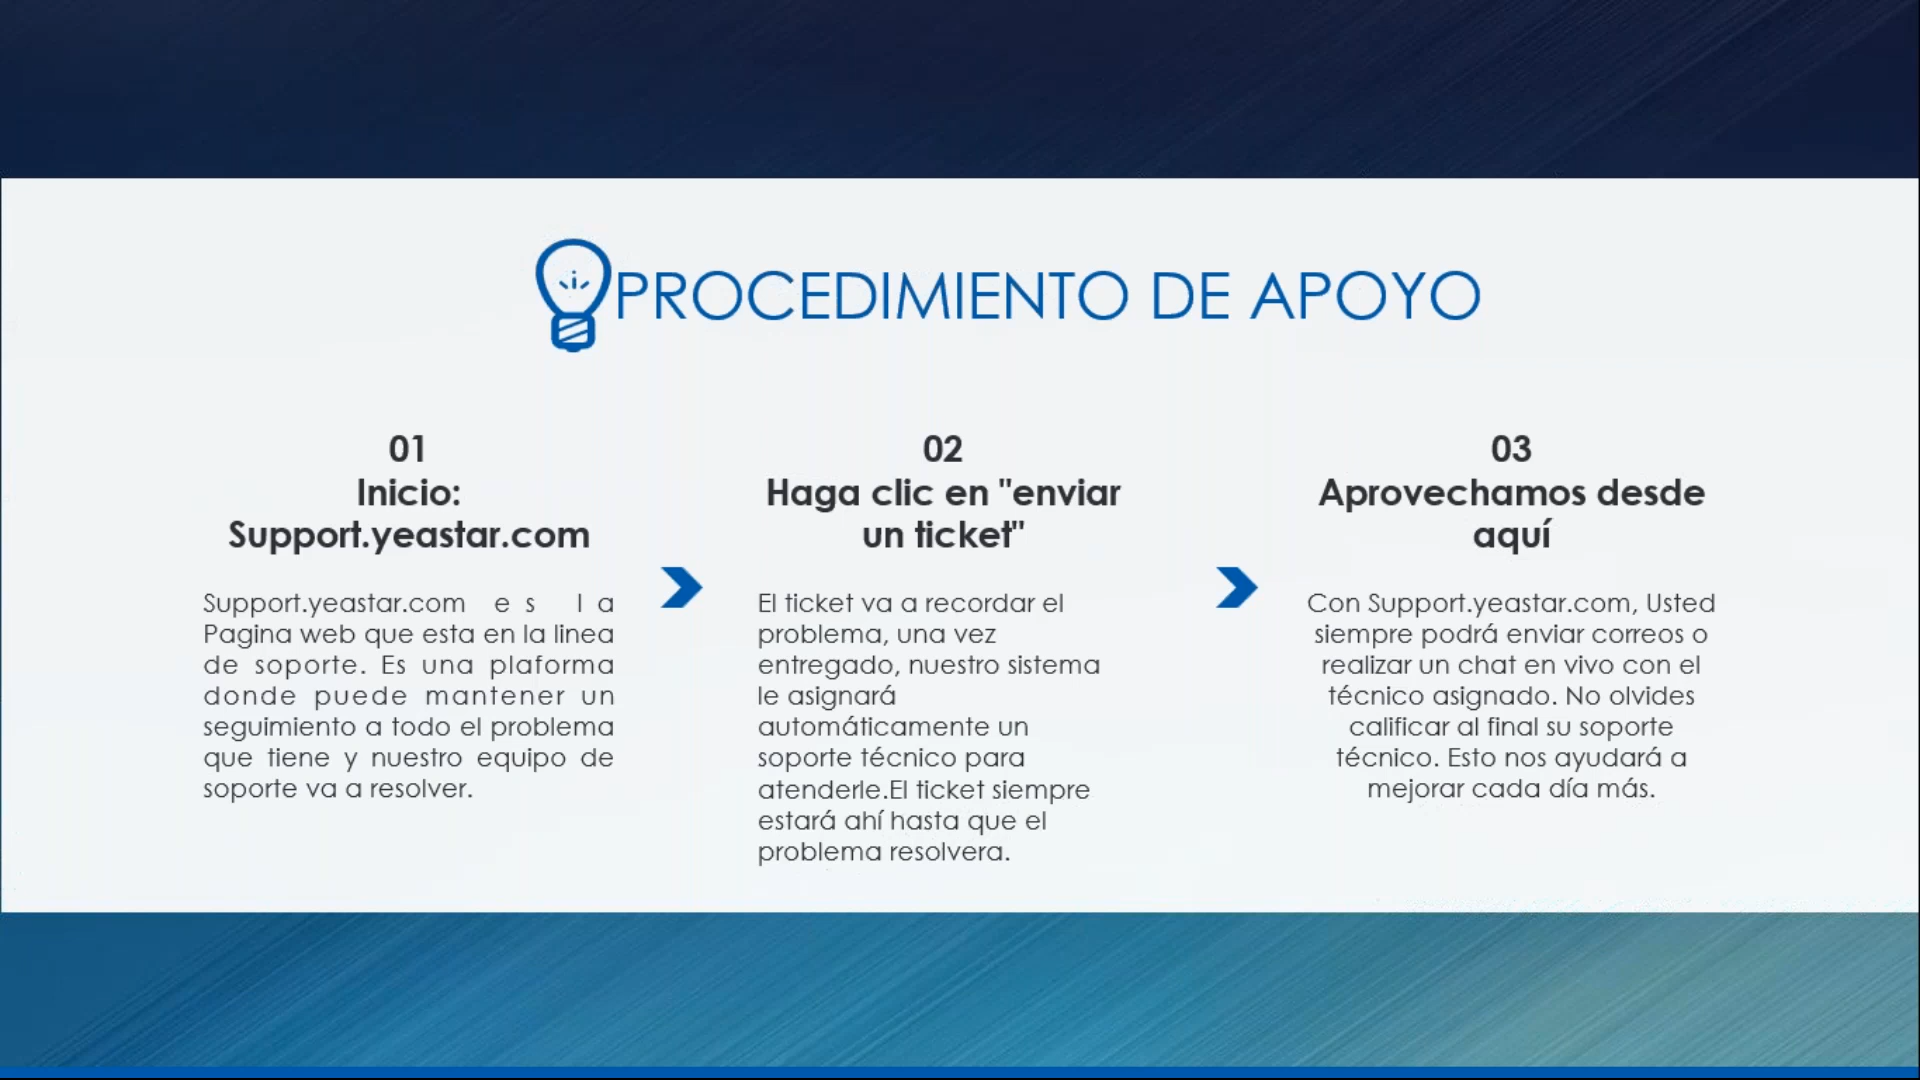 PROCEDIMIENTO DE APOYO
01
Inicio:
Support.yeastar.com
Support.yeastar.com es la
Pagina web que esta en la linea
de soporte. Es una plaforma
donde puede mantener un
seguimiento a todo el problema
que tiene y nuestro equipo de
soporte va a resolver.
02
Haga clic en "enviar
un ticket"
El ticket va a recordar el
problema, una vez
entregado, nuestro sistema
le asignará
automáticamente un
soporte técnico para
atenderle.El ticket siempre
estará ahí hasta que el
problema resolvera.
03
Aprovechamos desde
aquí
Con Support.yeastar.com, Usted
siempre podrá enviar correos o
realizar un chat en vivo con el
técnico asignado. No olvides
calificar al final su soporte
técnico. Esto nos ayudará a
mejorar cada día más.